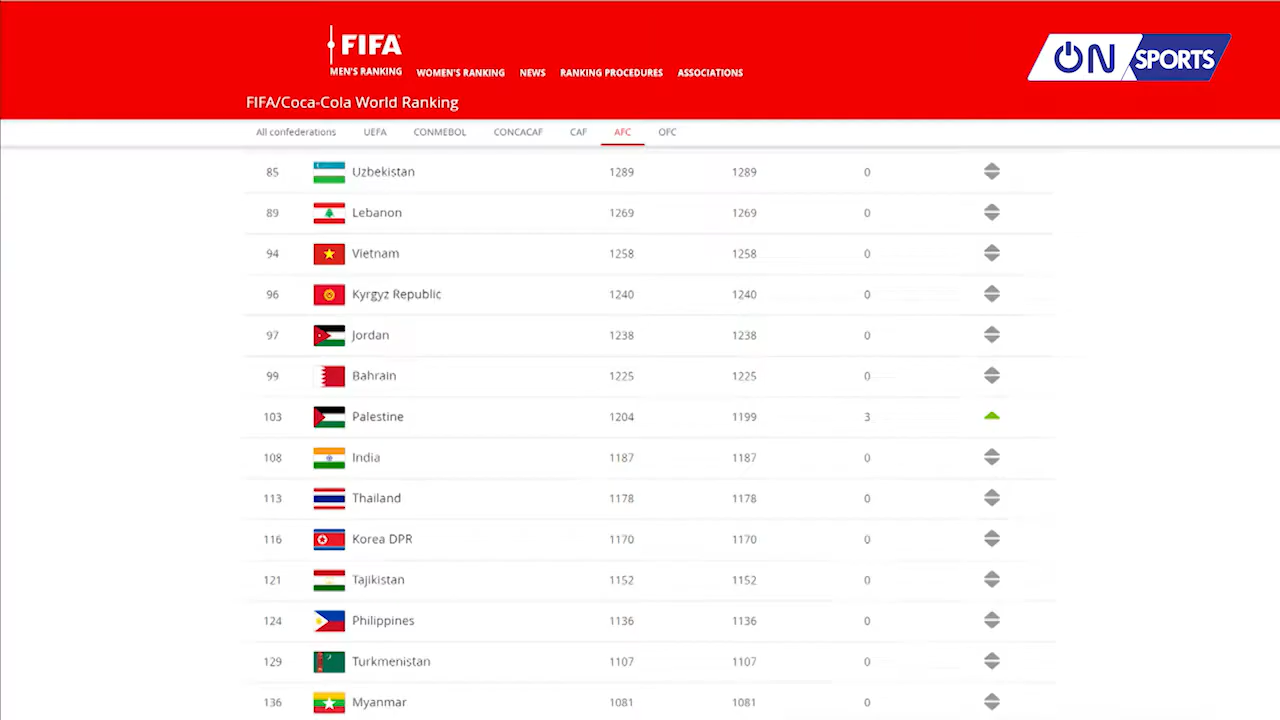 FIFA
MEN'S RANKING WOMEN'S RANKING NEWS RANKING PROCEDURES ASSOCIATIONS
ON SPORTS
FIFA/Coca-Cola World Ranking
All confederations UEFA CONMEBOL CONCACAF CAF AFC OFC
85 Uzbekistan 1289 1289 0
89 Lebanon 1269 1269 0
94 Vietnam 1258 1258 0
96 Kyrgyz Republic 1240 1240 0
97 Jordan 1238 1238 0
99 Bahrain 1225 1225 0
103 Palestine 1204 1199 3
108 India 1187 1187 0
113 Thailand 1178 1178 0
116 Korea DPR 1170 1170 0
121 Tajikistan 1152 1152 0
124 Philippines 1136 1136 0
129 Turkmenistan 1107 1107 0
136 Myanmar 1081 1081 0